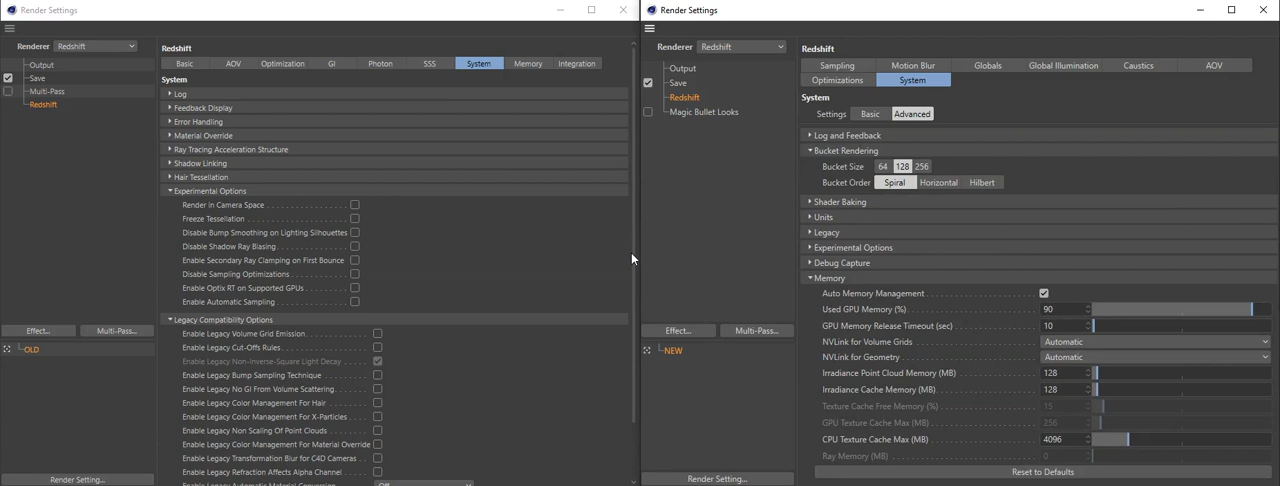 Render Settings
Renderer Redshift
Output
Save
Multi-Pass
Redshift
Effect... Multi-Pass...
OLD
Render Setting...
Redshift
Basic AOV Optimization GI Photon SSS System Memory Integration
System
Log
Feedback Display
Error Handling
Material Override
Ray Tracing Acceleration Structure
Shadow Linking
Hair Tessellation
Experimental Options
Render in Camera Space
Freeze Tessellation
Disable Bump Smoothing on Lighting Silhouettes
Disable Shadow Ray Biasing
Enable Secondary Ray Clamping on First Bounce
Disable Sampling Optimizations
Enable Optix RT on Supported GPUs
Enable Automatic Sampling
Legacy Compatibility Options
Enable Legacy Volume Grid Emission
Enable Legacy Cut-Offs Rules
Enable Legacy Non-Inverse-Square Light Decay
Enable Legacy Bump Sampling Technique
Enable Legacy No GI From Volume Scattering
Enable Legacy Color Management For Hair
Enable Legacy Color Management For X-Particles
Enable Legacy Non Scaling Of Point Clouds
Enable Legacy Color Management For Material Override
Enable Legacy Transformation Blur for C4D Cameras
Enable Legacy Refraction Affects Alpha Channel
Enable Legacy Automatic Material Conversion Off
Render Settings
Renderer Redshift
Output
Save
Redshift
Magic Bullet Looks
Effect... Multi-Pass...
NEW
Render Setting...
Redshift
Sampling Motion Blur Globals Global Illumination Caustics AOV
Optimizations System
System
Settings Basic Advanced
Log and Feedback
Bucket Rendering
Bucket Size 64 128 256
Bucket Order Spiral Horizontal Hilbert
Shader Baking
Units
Legacy
Experimental Options
Debug Capture
Memory
Auto Memory Management
Used GPU Memory (%) 90
GPU Memory Release Timeout (sec) 10
NVLink for Volume Grids Automatic
NVLink for Geometry Automatic
Irradiance Point Cloud Memory (MB) 128
Irradiance Cache Memory (MB) 128
Texture Cache Free Memory (%) 15
GPU Texture Cache Max (MB) 256
CPU Texture Cache Max (MB) 4096
Ray Memory (MB) 0
Reset to Defaults